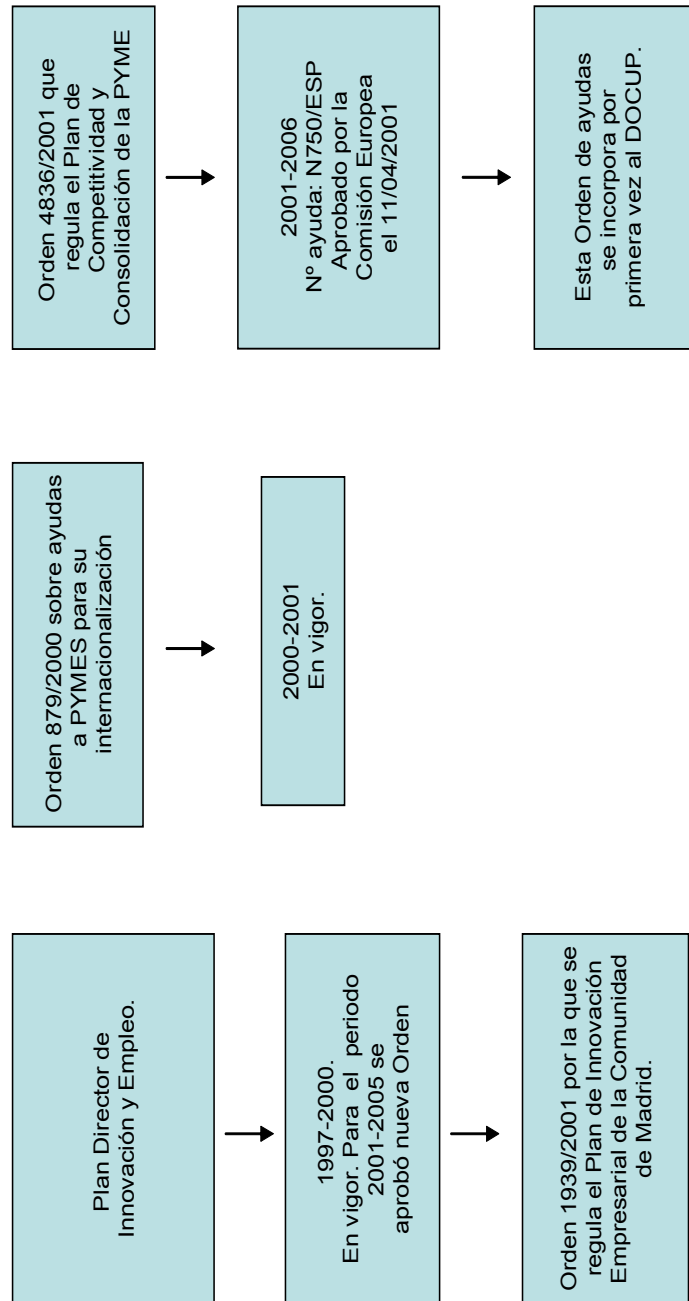 Plan Director de
Innovación y Empleo.
1997-2000.
En vigor. Para el periodo
2001-2005 se
aprobó nueva Orden
Orden 1939/2001 por la que se
regula el Plan de Innovación
Empresarial de la Comunidad
de Madrid.
Orden 879/2000 sobre ayudas
a PYMES para su
internacionalización
2000-2001
En vigor.
Orden 4836/2001 que
regula el Plan de
Competitividad y
Consolidación de la PYME
2001-2006
Nº ayuda: N750/ESP
Aprobado por la
Comisión Europea
el 11/04/2001
Esta Orden de ayudas
se incorpora por
primera vez al DOCUP.